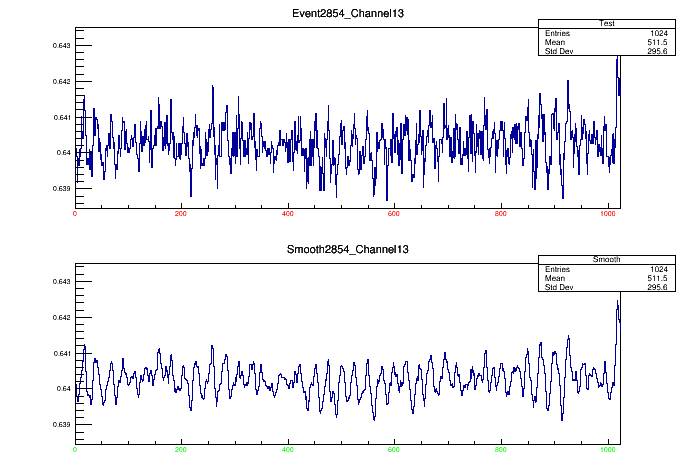 Event2854_Channel13
Test
Entries 1024
Mean 511.5
Std Dev 295.6
0.643
0.642
0.641
0.64
0.639
0 200 400 600 800 1000
Smooth2854_Channel13
Smooth
Entries 1024
Mean 511.5
Std Dev 295.6
0.643
0.642
0.641
0.64
0.639
0 200 400 600 800 1000